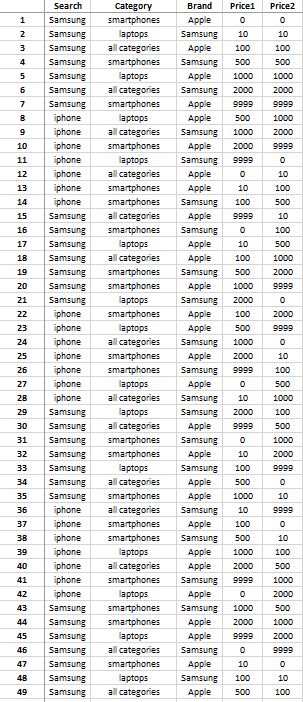 Search Category Brand Price1 Price2
1 Samsung smartphones Apple 0 0
2 Samsung laptops Samsung 10 10
3 Samsung all categories Apple 100 100
4 Samsung smartphones Samsung 500 500
5 Samsung laptops Apple 1000 1000
6 Samsung all categories Samsung 2000 2000
7 Samsung smartphones Apple 9999 9999
8 iphone laptops Apple 500 1000
9 iphone all categories Samsung 1000 2000
10 iphone smartphones Apple 2000 9999
11 iphone laptops Samsung 9999 0
12 iphone all categories Apple 0 10
13 iphone smartphones Apple 10 100
14 iphone smartphones Samsung 100 500
15 Samsung all categories Apple 9999 10
16 Samsung smartphones Samsung 0 100
17 Samsung laptops Apple 10 500
18 Samsung all categories Samsung 100 1000
19 Samsung smartphones Samsung 500 2000
20 Samsung smartphones Apple 1000 9999
21 Samsung laptops Samsung 2000 0
22 iphone smartphones Apple 100 2000
23 iphone laptops Apple 500 9999
24 iphone all categories Samsung 1000 0
25 iphone smartphones Apple 2000 10
26 iphone smartphones Samsung 9999 100
27 iphone laptops Apple 0 500
28 iphone all categories Samsung 10 1000
29 Samsung laptops Samsung 2000 100
30 Samsung all categories Apple 9999 500
31 Samsung smartphones Samsung 0 1000
32 Samsung smartphones Apple 10 2000
33 Samsung laptops Samsung 100 9999
34 Samsung all categories Apple 500 0
35 Samsung smartphones Apple 1000 10
36 iphone all categories Samsung 10 9999
37 iphone smartphones Apple 100 0
38 iphone smartphones Samsung 500 10
39 iphone laptops Apple 1000 100
40 iphone all categories Apple 2000 500
41 iphone smartphones Samsung 9999 1000
42 iphone laptops Apple 0 2000
43 Samsung smartphones Samsung 1000 500
44 Samsung smartphones Apple 2000 1000
45 Samsung laptops Apple 9999 2000
46 Samsung all categories Samsung 0 9999
47 Samsung smartphones Apple 10 0
48 Samsung laptops Samsung 100 10
49 Samsung all categories Apple 500 100